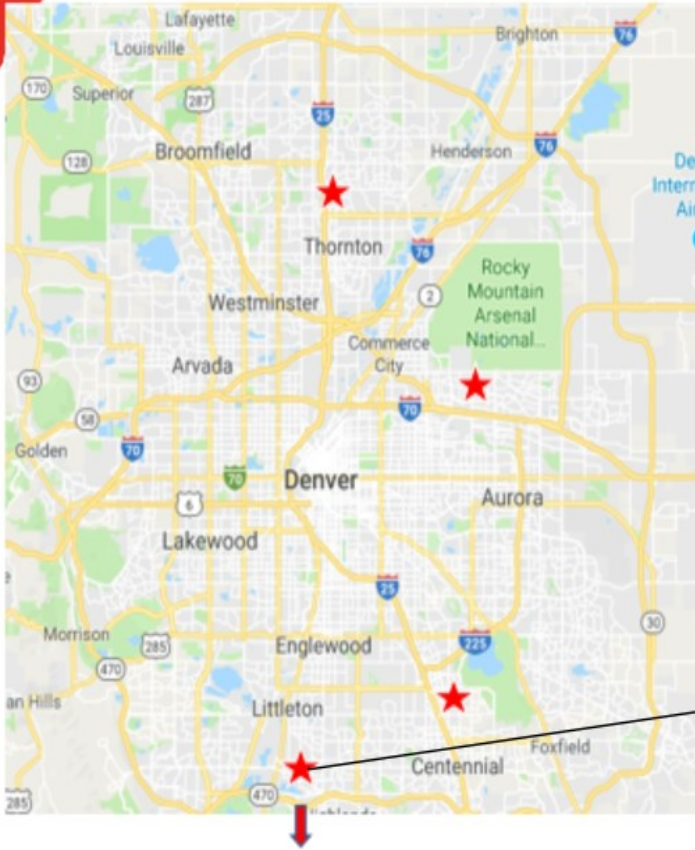 Lafayette
Brighton
76
Louisville
170
Superior
287
25
Broomfield
Henderson
76
128
De
Intern
Air
Thornton
76
Rocky
Mountain
Arsenal
National...
2
Westminster
Commerce
City
Arvada
93
70
58
Golden
70
70
Denver
Aurora
6
Lakewood
25
30
Morrison
285
Englewood
225
470
an Hills
Littleton
Foxfield
Centennial
470
285